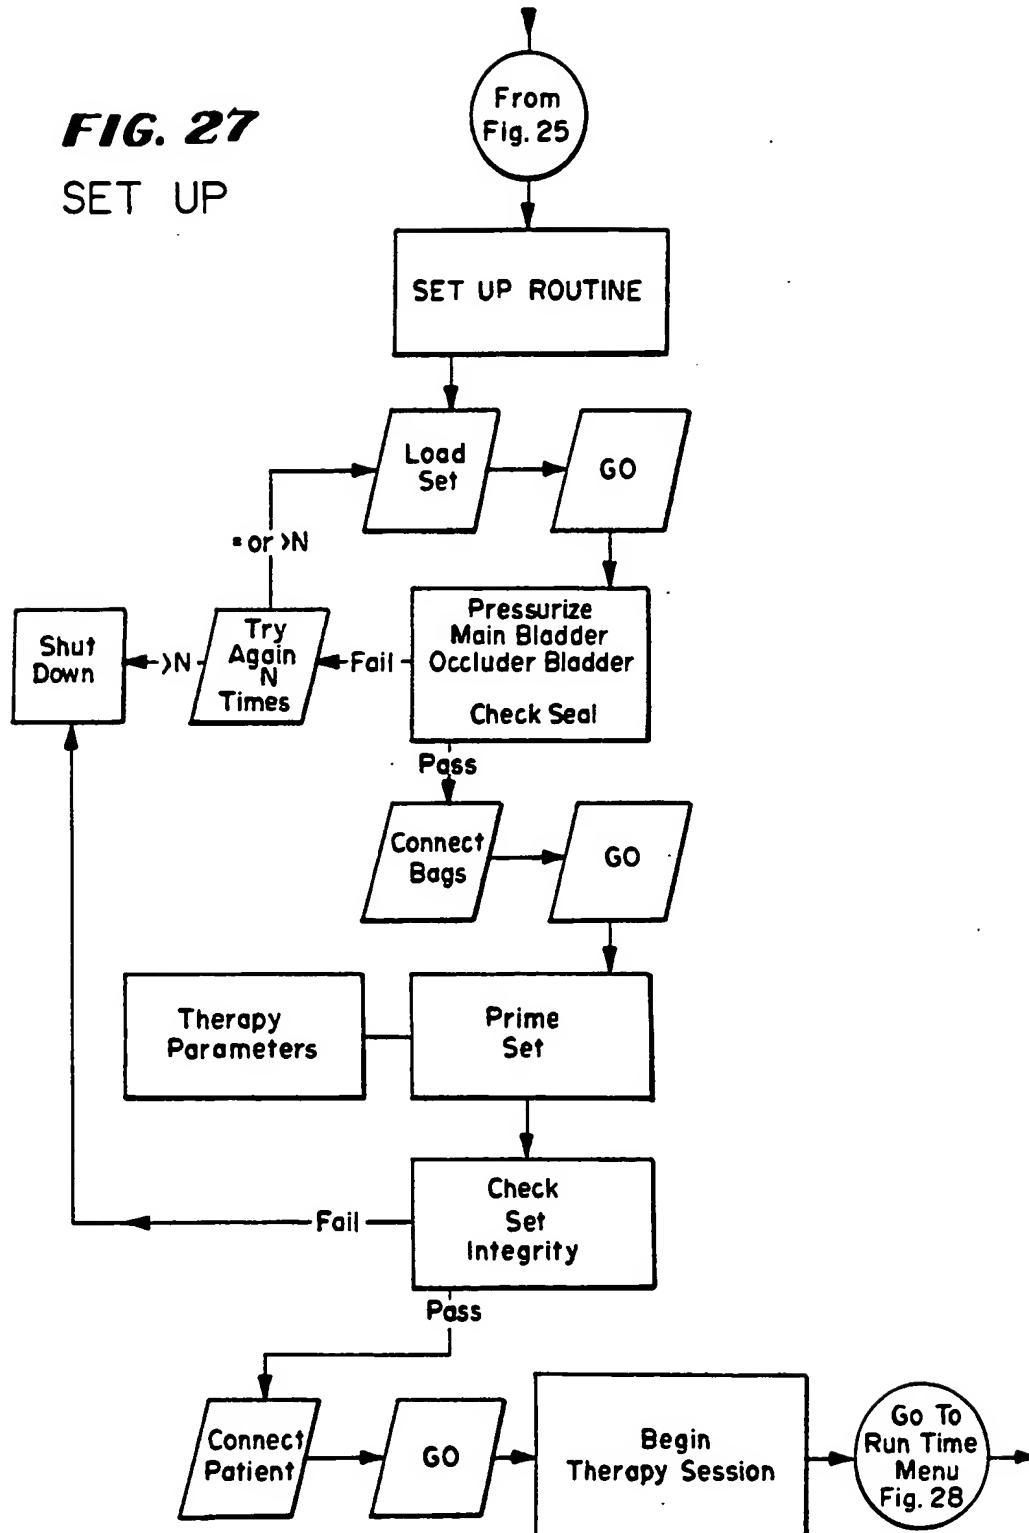 From
Fig. 25
FIG. 27
SET UP
SET UP ROUTINE
Load
Set
GO
= or >N
Pressurize
Main Bladder
Occluder Bladder
Check Seal
Shut
Down
>N
Try
Again
N
Times
Fail
Pass
Connect
Bags
GO
Therapy
Parameters
Prime
Set
Check
Set
Integrity
Fail
Pass
Connect
Patient
GO
Begin
Therapy Session
Go To
Run Time
Menu
Fig. 28